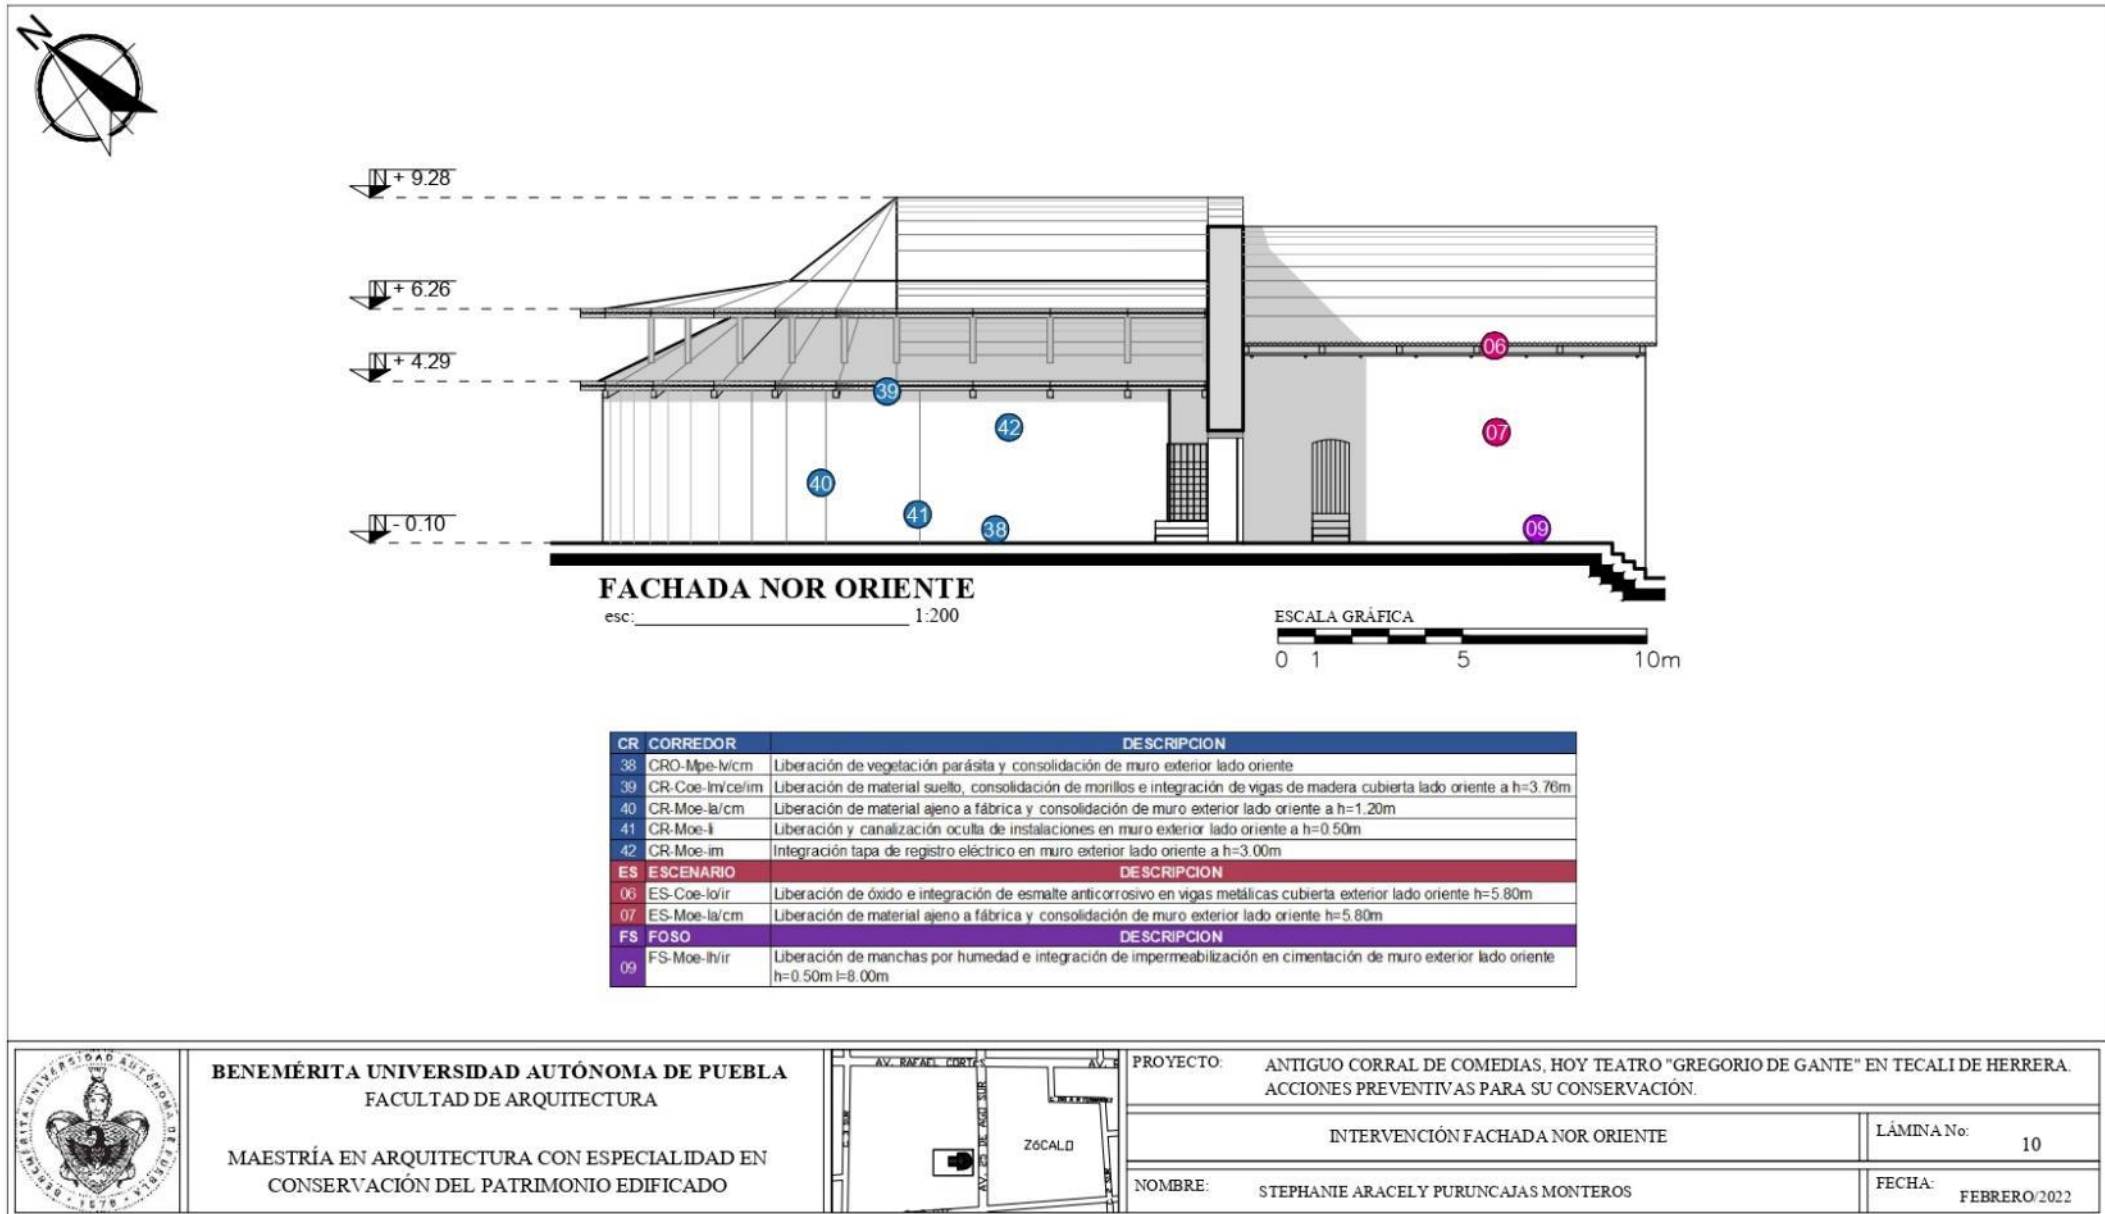 N
N + 9.28
N + 6.26
N + 4.29
N - 0.10
39
42
40
41
38
06
07
09
FACHADA NOR ORIENTE
esc: 1:200
ESCALA GRÁFICA
0 1 5 10m
CR CORREDOR DESCRIPCION
38 CRO-Mpe-lv/cm Liberación de vegetación parásita y consolidación de muro exterior lado oriente
39 CR-Coe-lm/ce/im Liberación de material suelto, consolidación de morillos e integración de vigas de madera cubierta lado oriente a h=3.76m
40 CR-Moe-la/cm Liberación de material ajeno a fábrica y consolidación de muro exterior lado oriente a h=1.20m
41 CR-Moe-li Liberación y canalización oculta de instalaciones en muro exterior lado oriente a h=0.50m
42 CR-Moe-im Integración tapa de registro eléctrico en muro exterior lado oriente a h=3.00m
ES ESCENARIO DESCRIPCION
06 ES-Coe-lo/ir Liberación de óxido e integración de esmalte anticorrosivo en vigas metálicas cubierta exterior lado oriente h=5.80m
07 ES-Moe-la/cm Liberación de material ajeno a fábrica y consolidación de muro exterior lado oriente h=5.80m
FS FOSO DESCRIPCION
09 FS-Moe-lh/ir Liberación de manchas por humedad e integración de impermeabilización en cimentación de muro exterior lado oriente
h=0.50m l=8.00m
BENEMÉRITA UNIVERSIDAD AUTÓNOMA DE PUEBLA
FACULTAD DE ARQUITECTURA
MAESTRÍA EN ARQUITECTURA CON ESPECIALIDAD EN
CONSERVACIÓN DEL PATRIMONIO EDIFICADO
BENEMÉRITA UNIVERSIDAD AUTÓNOMA DE PUEBLA
AV. RAFAEL CORTES
AV. 25 DE AGO SUR
ZóCALO
PROYECTO: ANTIGUO CORRAL DE COMEDIAS, HOY TEATRO "GREGORIO DE GANTE" EN TECALI DE HERRERA.
ACCIONES PREVENTIVAS PARA SU CONSERVACIÓN.
INTERVENCIÓN FACHADA NOR ORIENTE
LÁMINA No: 10
NOMBRE: STEPHANIE ARACELY PURUNCAJAS MONTEROS
FECHA: FEBRERO/2022